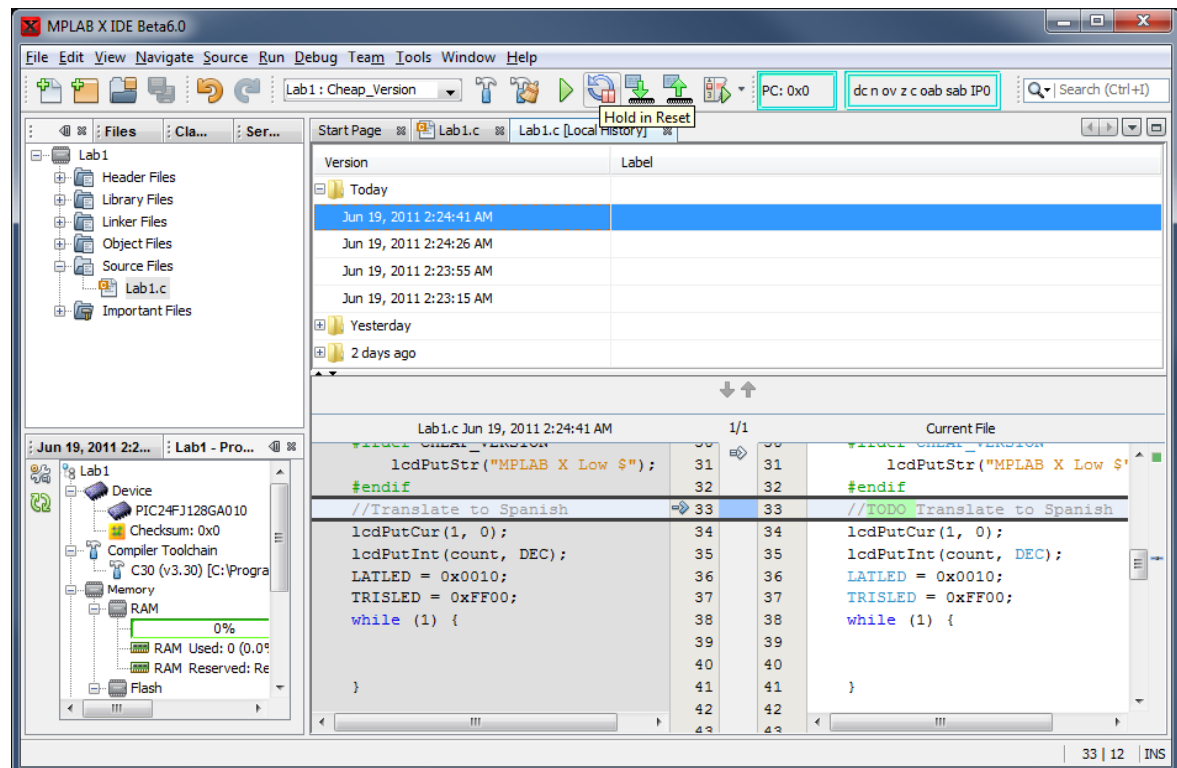 MPLAB X IDE Beta6.0
File Edit View Navigate Source Run Debug Team Tools Window Help
Lab1 : Cheap_Version
PC: 0x0
dc n ov z c oab sab IP0
Search (Ctrl+I)
Hold in Reset
Files
Cla...
Ser...
Start Page
Lab1.c
Lab1.c [Local History]
Lab1
Header Files
Library Files
Linker Files
Object Files
Source Files
Lab1.c
Important Files
Version
Label
Today
Jun 19, 2011 2:24:41 AM
Jun 19, 2011 2:24:26 AM
Jun 19, 2011 2:23:55 AM
Jun 19, 2011 2:23:15 AM
Yesterday
2 days ago
Jun 19, 2011 2:2...
Lab1 - Pro...
Lab1
Device
PIC24FJ128GA010
Checksum: 0x0
Compiler Toolchain
C30 (v3.30) [C:\Progra
Memory
RAM
0%
RAM Used: 0 (0.0%
RAM Reserved: Re
Flash
Lab1.c Jun 19, 2011 2:24:41 AM
1/1
Current File
#ifdef CHEAP_VERSION 30
lcdPutStr("MPLAB X Low $"); 31
#endif 32
//Translate to Spanish 33
lcdPutCur(1, 0); 34
lcdPutInt(count, DEC); 35
LATLED = 0x0010; 36
TRISLED = 0xFF00; 37
while (1) { 38
39
40
} 41
42
43
30 #ifdef CHEAP_VERSION
31 lcdPutStr("MPLAB X Low $"
32 #endif
33 //TODO Translate to Spanish
34 lcdPutCur(1, 0);
35 lcdPutInt(count, DEC);
36 LATLED = 0x0010;
37 TRISLED = 0xFF00;
38 while (1) {
39
40
41 }
42
43
33 | 12 INS